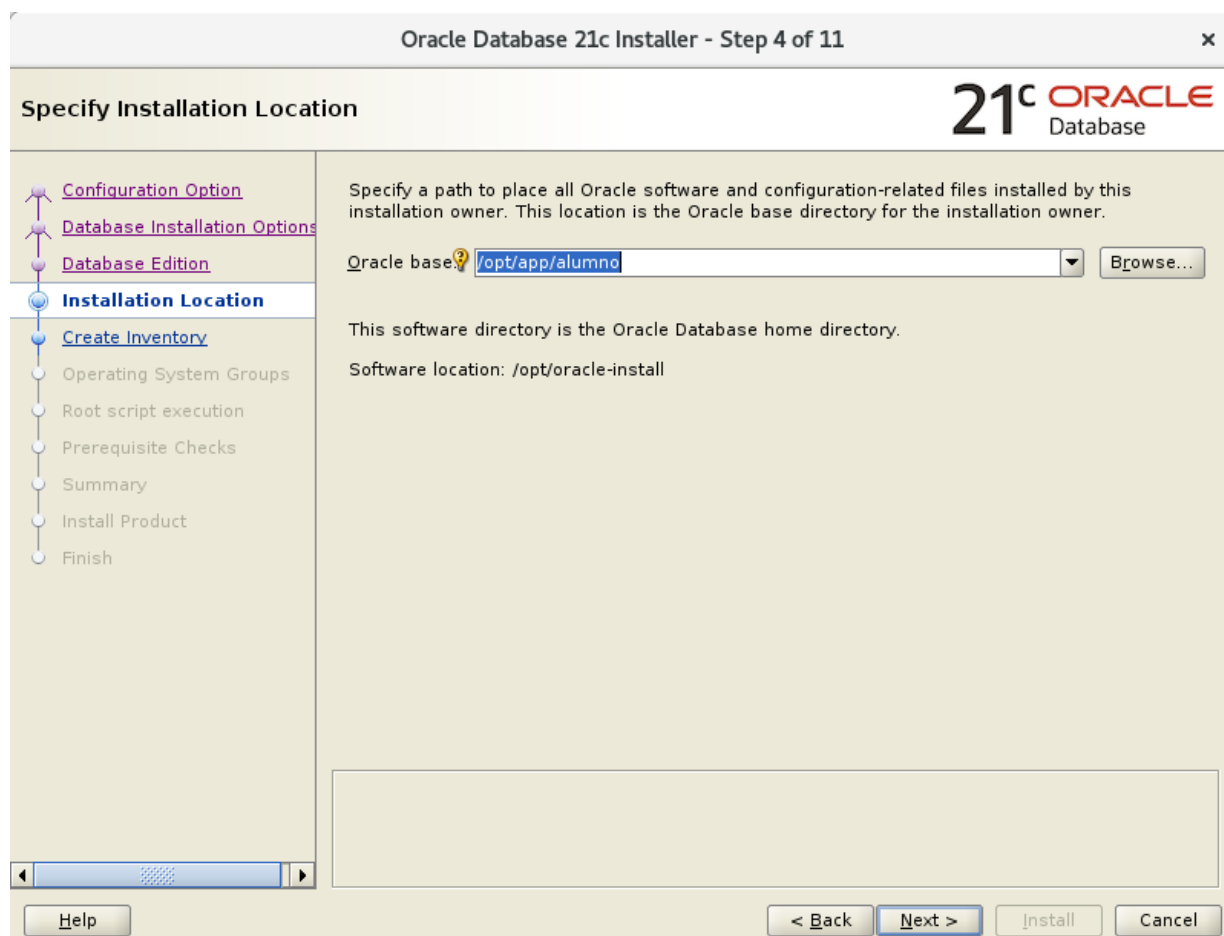 Oracle Database 21c Installer - Step 4 of 11
Specify Installation Location
21c ORACLE
Database
Configuration Option
Database Installation Options
Database Edition
Installation Location
Create Inventory
Operating System Groups
Root script execution
Prerequisite Checks
Summary
Install Product
Finish
Specify a path to place all Oracle software and configuration-related files installed by this
installation owner. This location is the Oracle base directory for the installation owner.
Oracle base: /opt/app/alumno Browse...
This software directory is the Oracle Database home directory.
Software location: /opt/oracle-install
Help < Back Next > Install Cancel